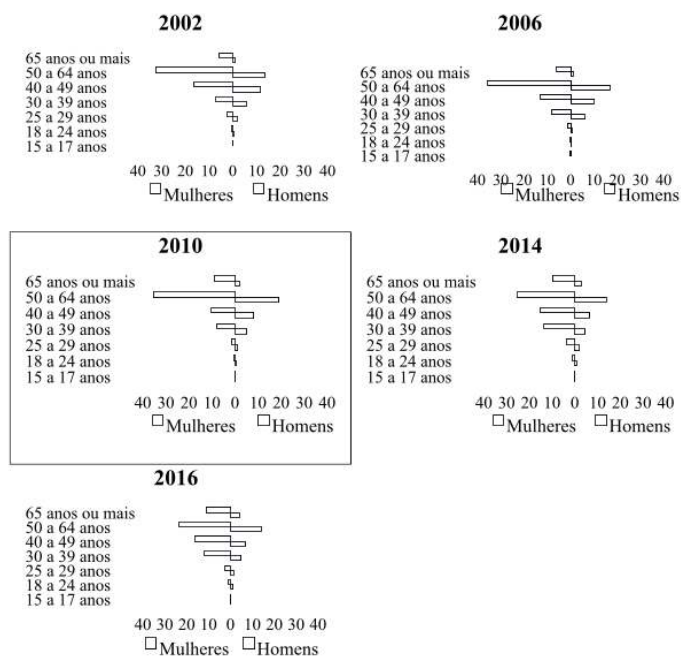 2002
65 anos ou mais
50 a 64 anos
40 a 49 anos
30 a 39 anos
25 a 29 anos
18 a 24 anos
15 a 17 anos
40 30 20 10 0 10 20 30 40
Mulheres Homens
2006
65 anos ou mais
50 a 64 anos
40 a 49 anos
30 a 39 anos
25 a 29 anos
18 a 24 anos
15 a 17 anos
40 30 20 10 0 10 20 30 40
Mulheres Homens
2010
65 anos ou mais
50 a 64 anos
40 a 49 anos
30 a 39 anos
25 a 29 anos
18 a 24 anos
15 a 17 anos
40 30 20 10 0 10 20 30 40
Mulheres Homens
2014
65 anos ou mais
50 a 64 anos
40 a 49 anos
30 a 39 anos
25 a 29 anos
18 a 24 anos
15 a 17 anos
40 30 20 10 0 10 20 30 40
Mulheres Homens
2016
65 anos ou mais
50 a 64 anos
40 a 49 anos
30 a 39 anos
25 a 29 anos
18 a 24 anos
15 a 17 anos
40 30 20 10 0 10 20 30 40
Mulheres Homens